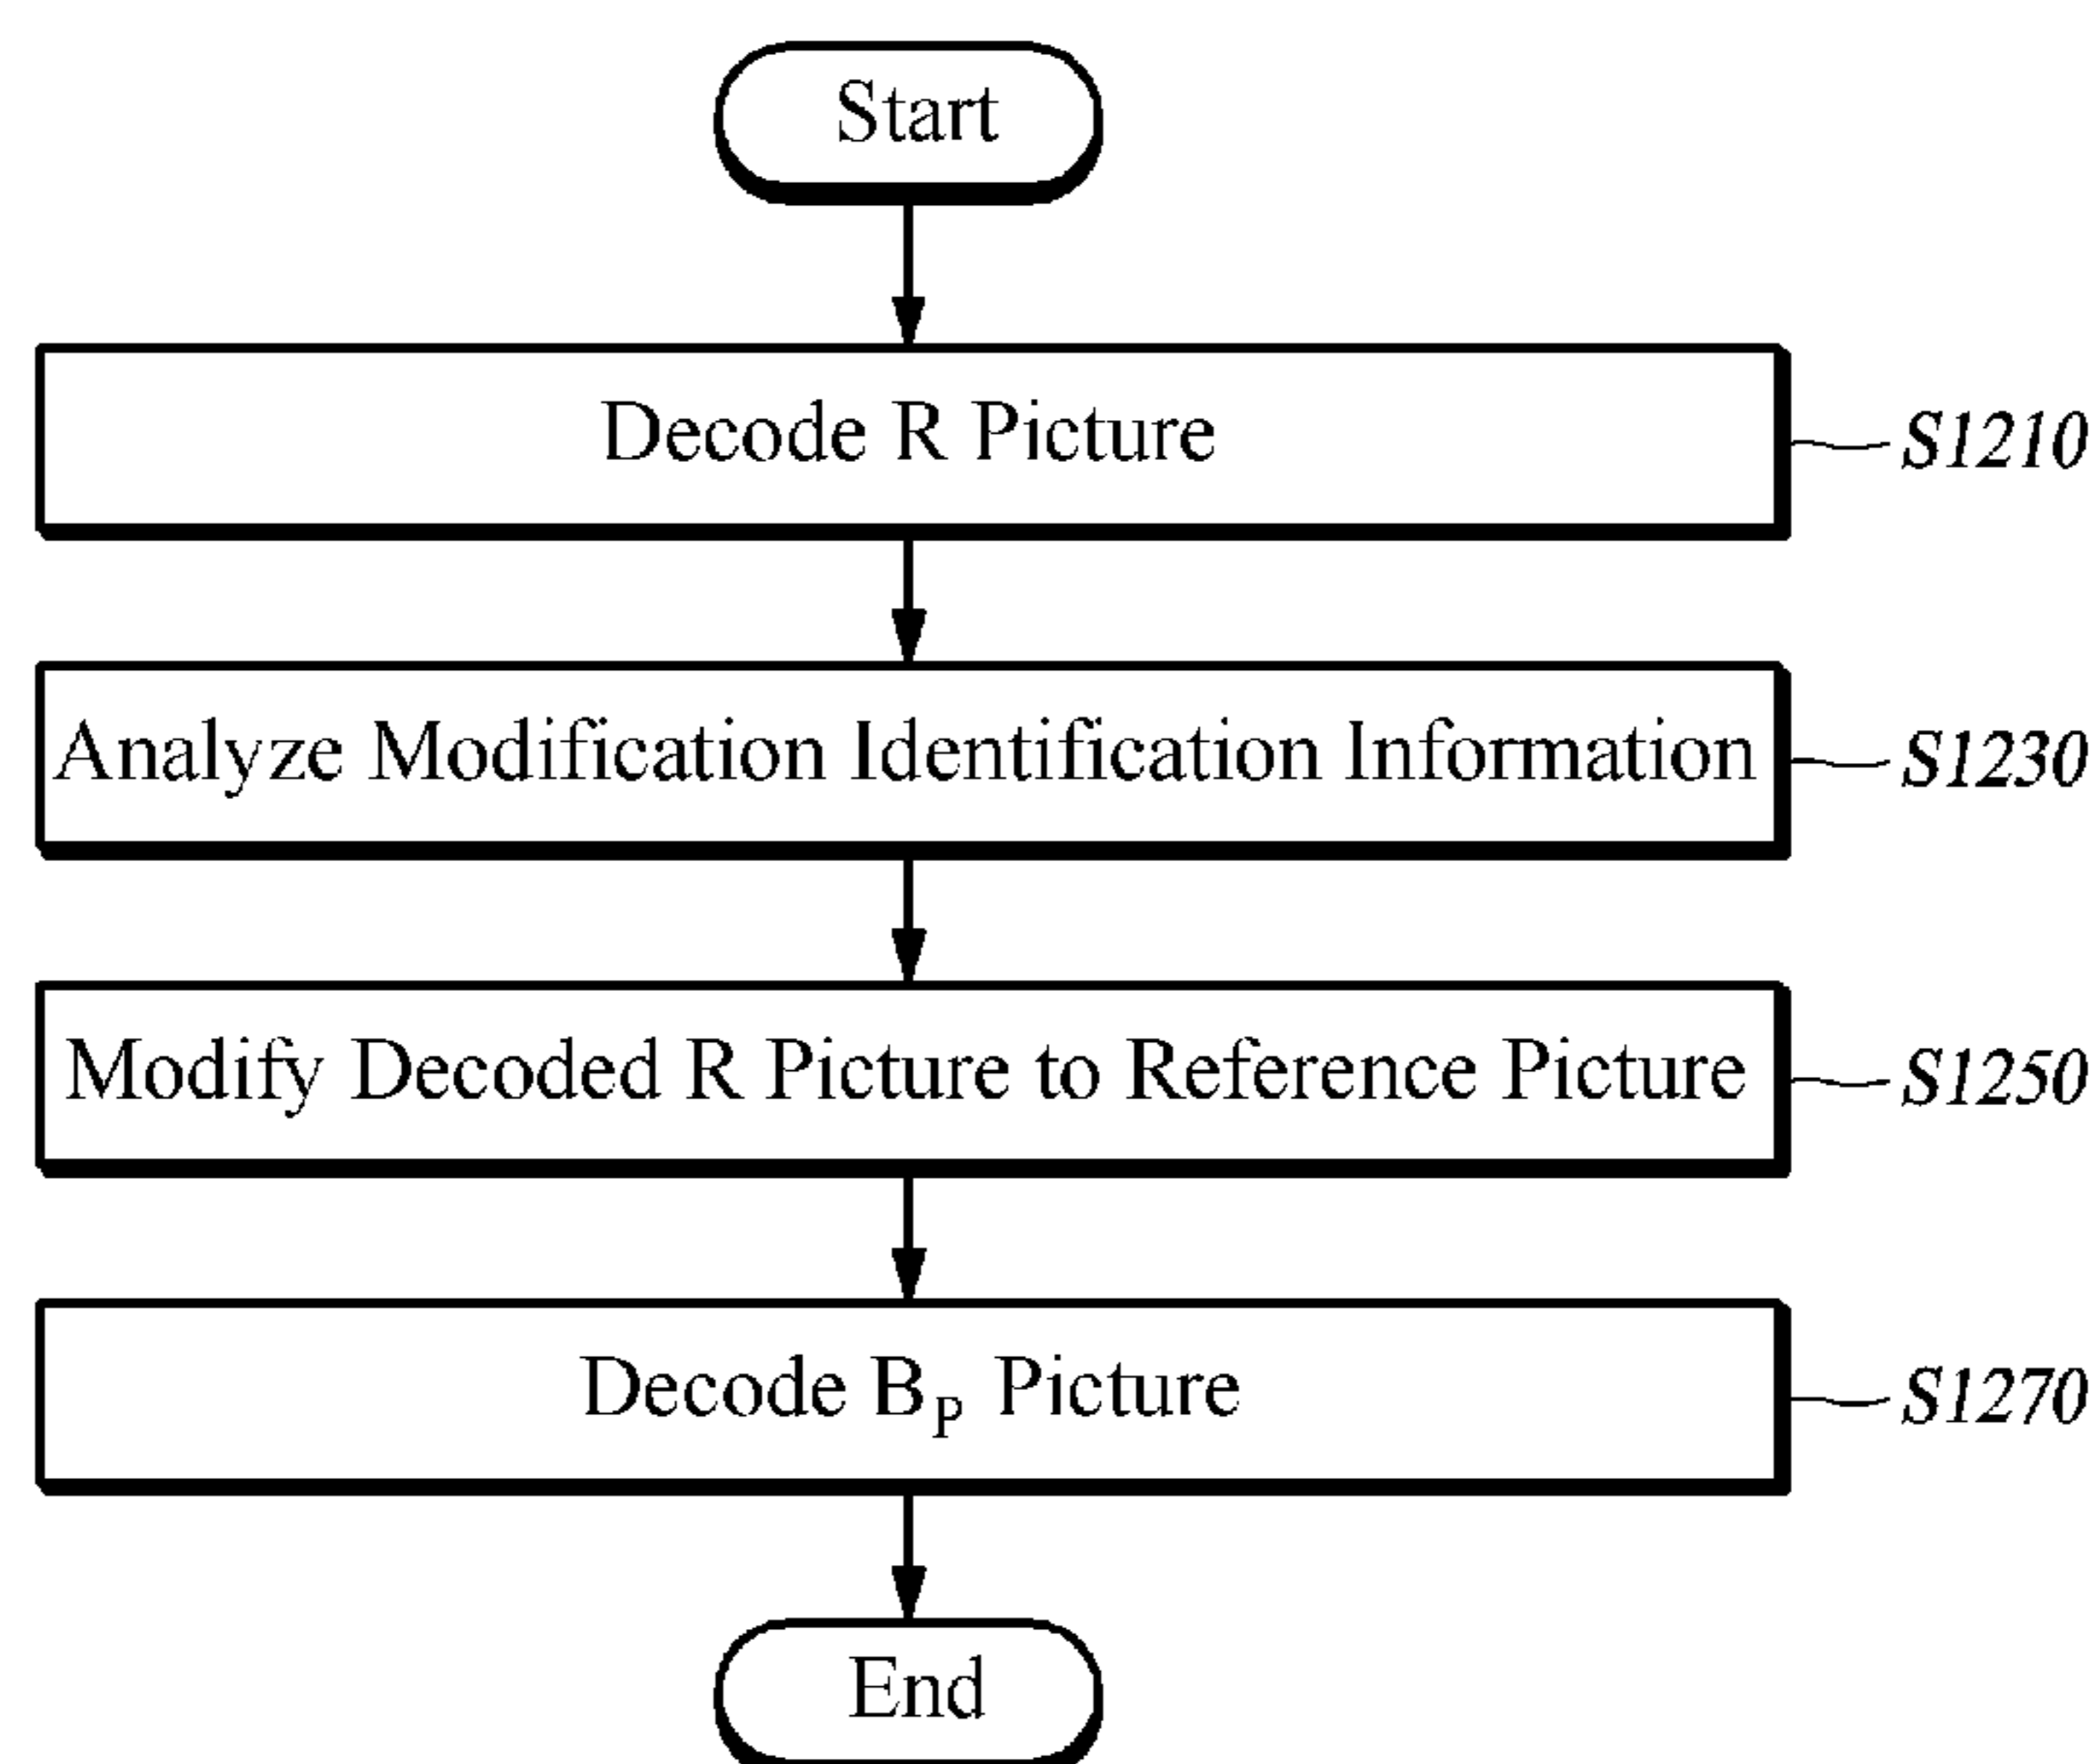 Start
Decode R Picture
S1210
Analyze Modification Identification Information
S1230
Modify Decoded R Picture to Reference Picture
S1250
Decode BP Picture
S1270
End